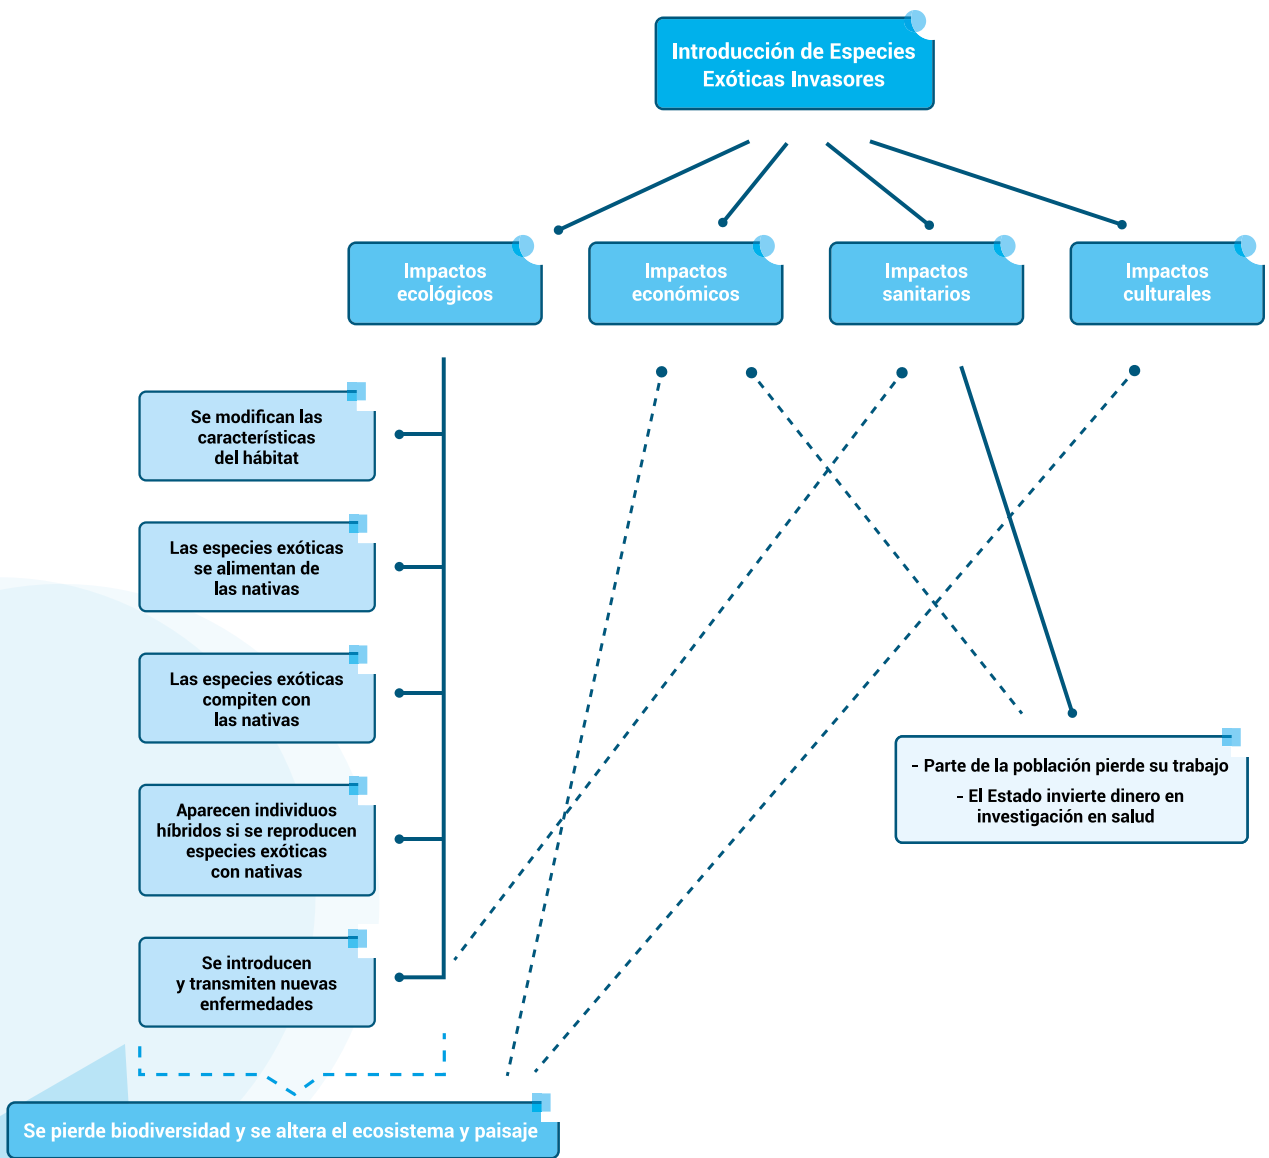 Introducción de Especies
Exóticas Invasores
Impactos
ecológicos
Impactos
económicos
Impactos
sanitarios
Impactos
culturales
Se modifican las
características
del hábitat
Las especies exóticas
se alimentan de
las nativas
Las especies exóticas
compiten con
las nativas
Aparecen individuos
híbridos si se reproducen
especies exóticas
con nativas
Se introducen
y transmiten nuevas
enfermedades
- Parte de la población pierde su trabajo
- El Estado invierte dinero en
investigación en salud
Se pierde biodiversidad y se altera el ecosistema y paisaje